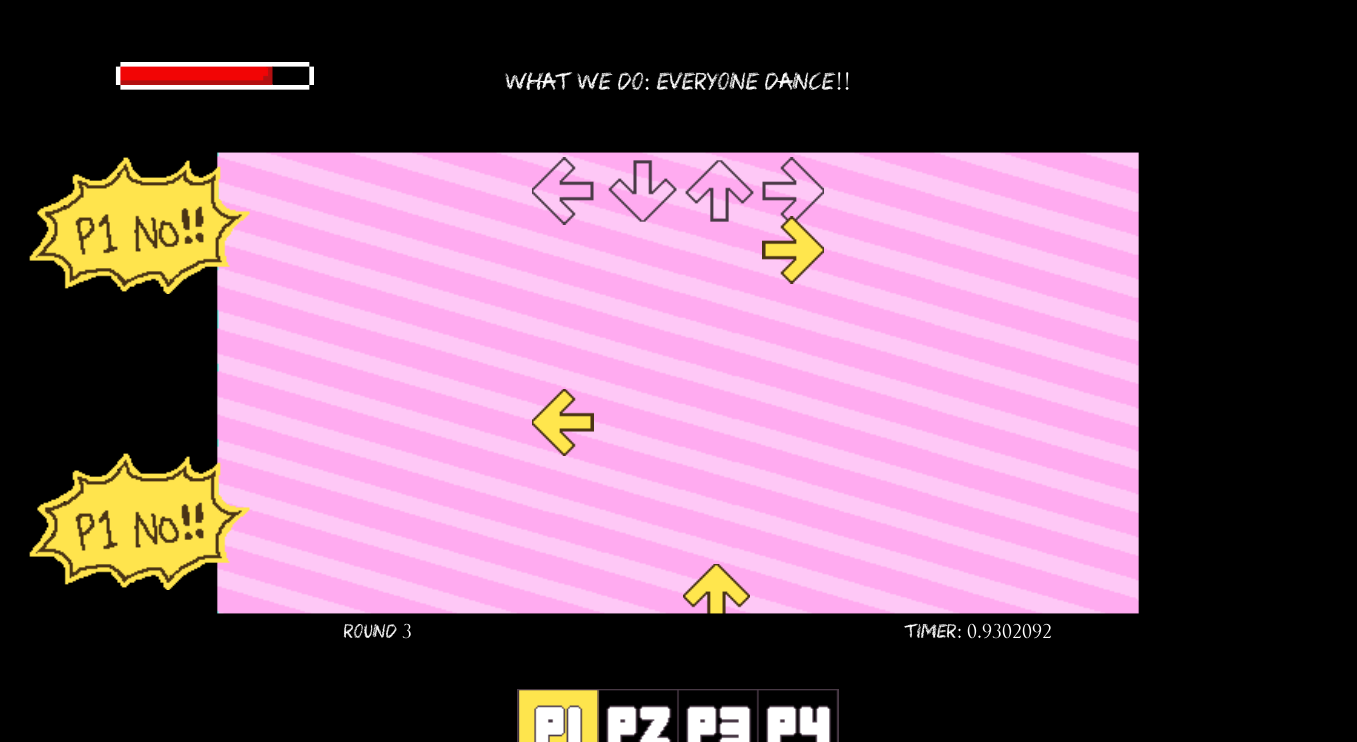 WHAT WE DO: EVERYONE DANCE!!
P1 NO!!
P1 NO!!
ROUND 3
TIMER: 0.9302092
P1 P2 P3 P4